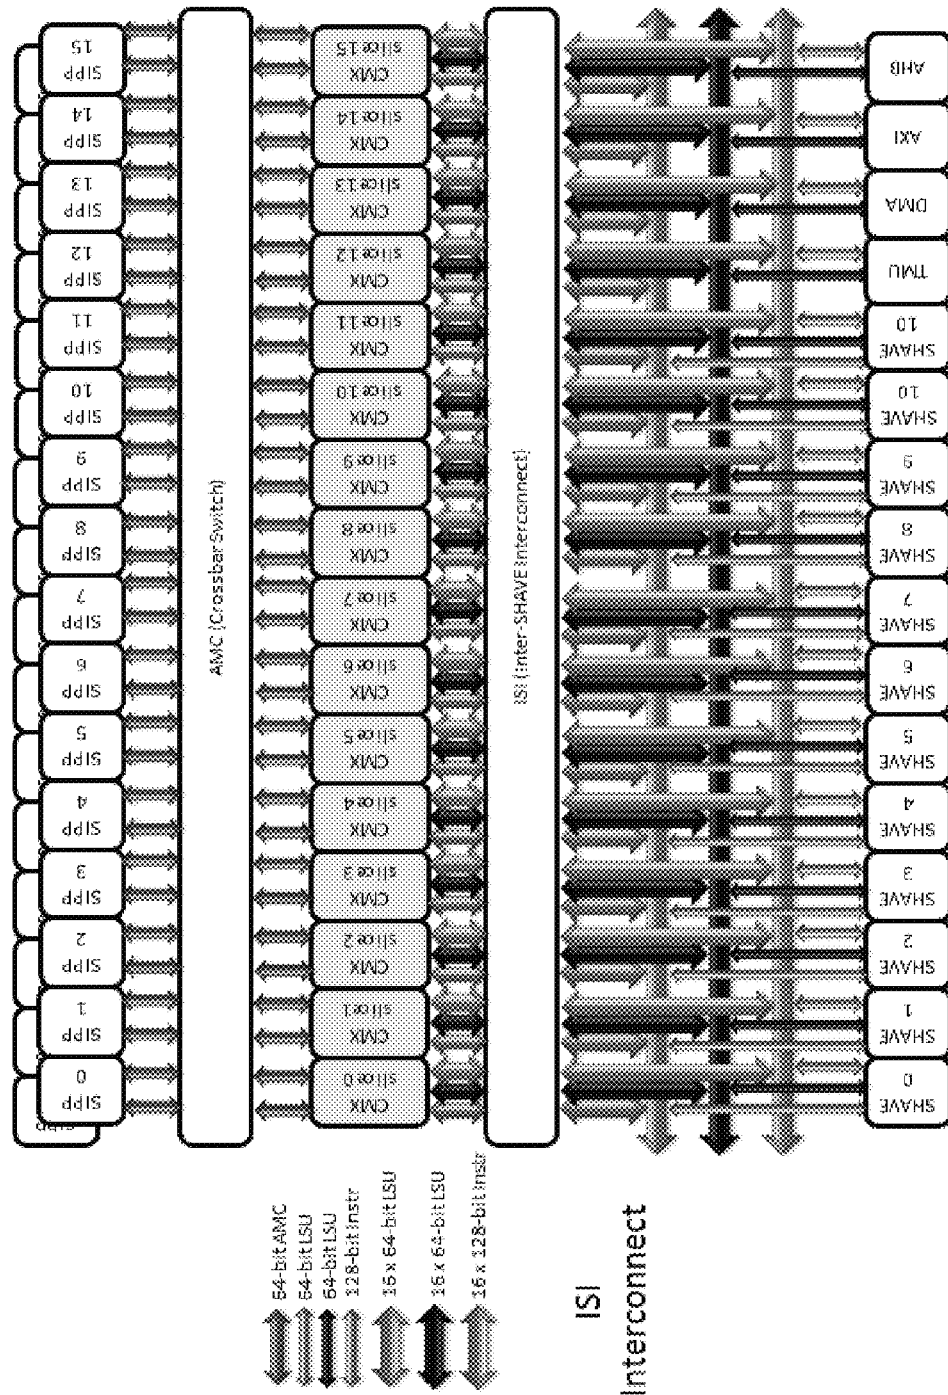 SIPP
SIPP
0
SIPP
1
SIPP
2
SIPP
3
SIPP
4
SIPP
5
SIPP
6
SIPP
7
SIPP
8
SIPP
9
SIPP
10
SIPP
11
SIPP
12
SIPP
13
SIPP
14
SIPP
15
AMC (Crossbar Switch)
CMX
slice 0
CMX
slice 1
CMX
slice 2
CMX
slice 3
CMX
slice 4
CMX
slice 5
CMX
slice 6
CMX
slice 7
CMX
slice 8
CMX
slice 9
CMX
slice 10
CMX
slice 11
CMX
slice 12
CMX
slice 13
CMX
slice 14
CMX
slice 15
ISI (Inter-SHAVE Interconnect)
SHAVE
0
SHAVE
1
SHAVE
2
SHAVE
3
SHAVE
4
SHAVE
5
SHAVE
6
SHAVE
7
SHAVE
8
SHAVE
9
SHAVE
10
SHAVE
10
TMU
DMA
AXI
AHB
64-bit AMC
64-bit LSU
64-bit LSU
128-bit Instr
16 x 64-bit LSU
16 x 64-bit LSU
16 x 128-bit Instr
ISI
Interconnect